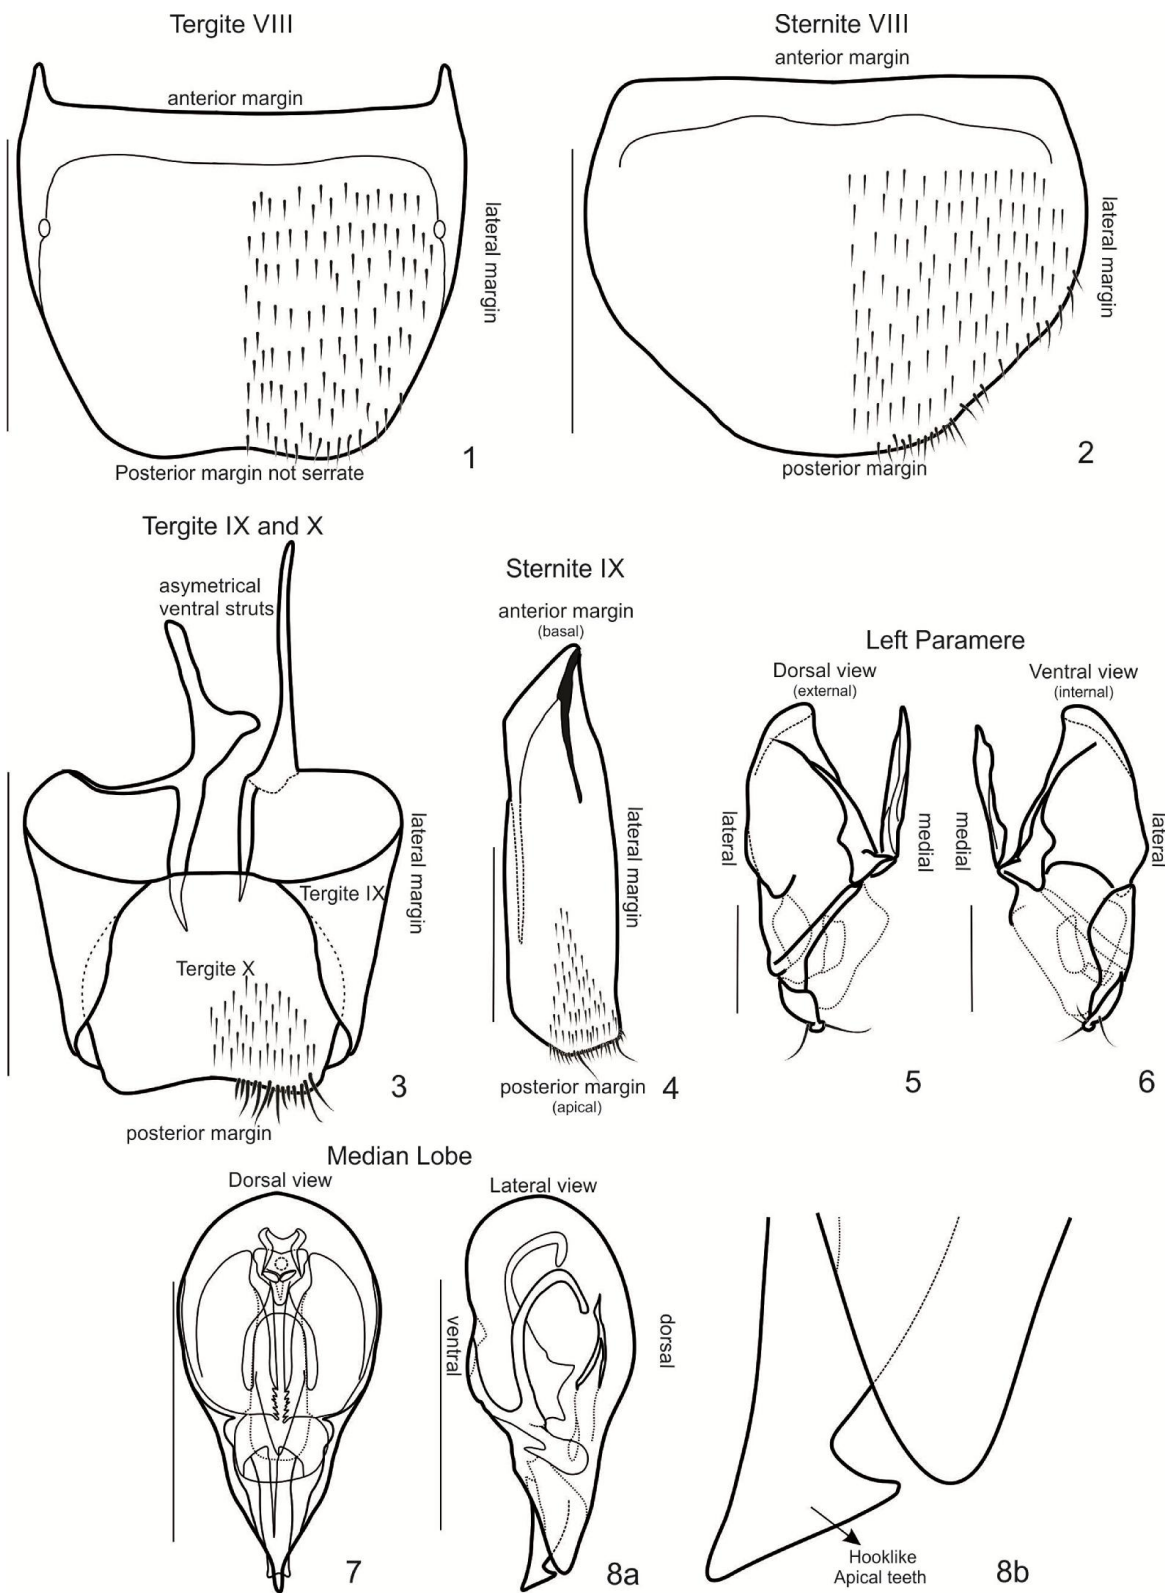 Tergite VIII
anterior margin
lateral margin
Posterior margin not serrate
1
Sternite VIII
anterior margin
lateral margin
posterior margin
2
Tergite IX and X
asymetrical
ventral struts
lateral margin
Tergite IX
Tergite X
posterior margin
3
Sternite IX
anterior margin
(basal)
lateral margin
posterior margin
(apical)
4
Left Paramere
Dorsal view
(external)
lateral
medial
5
Ventral view
(internal)
medial
lateral
6
Median Lobe
Dorsal view
7
Lateral view
ventral
dorsal
8a
Hooklike
Apical teeth
8b